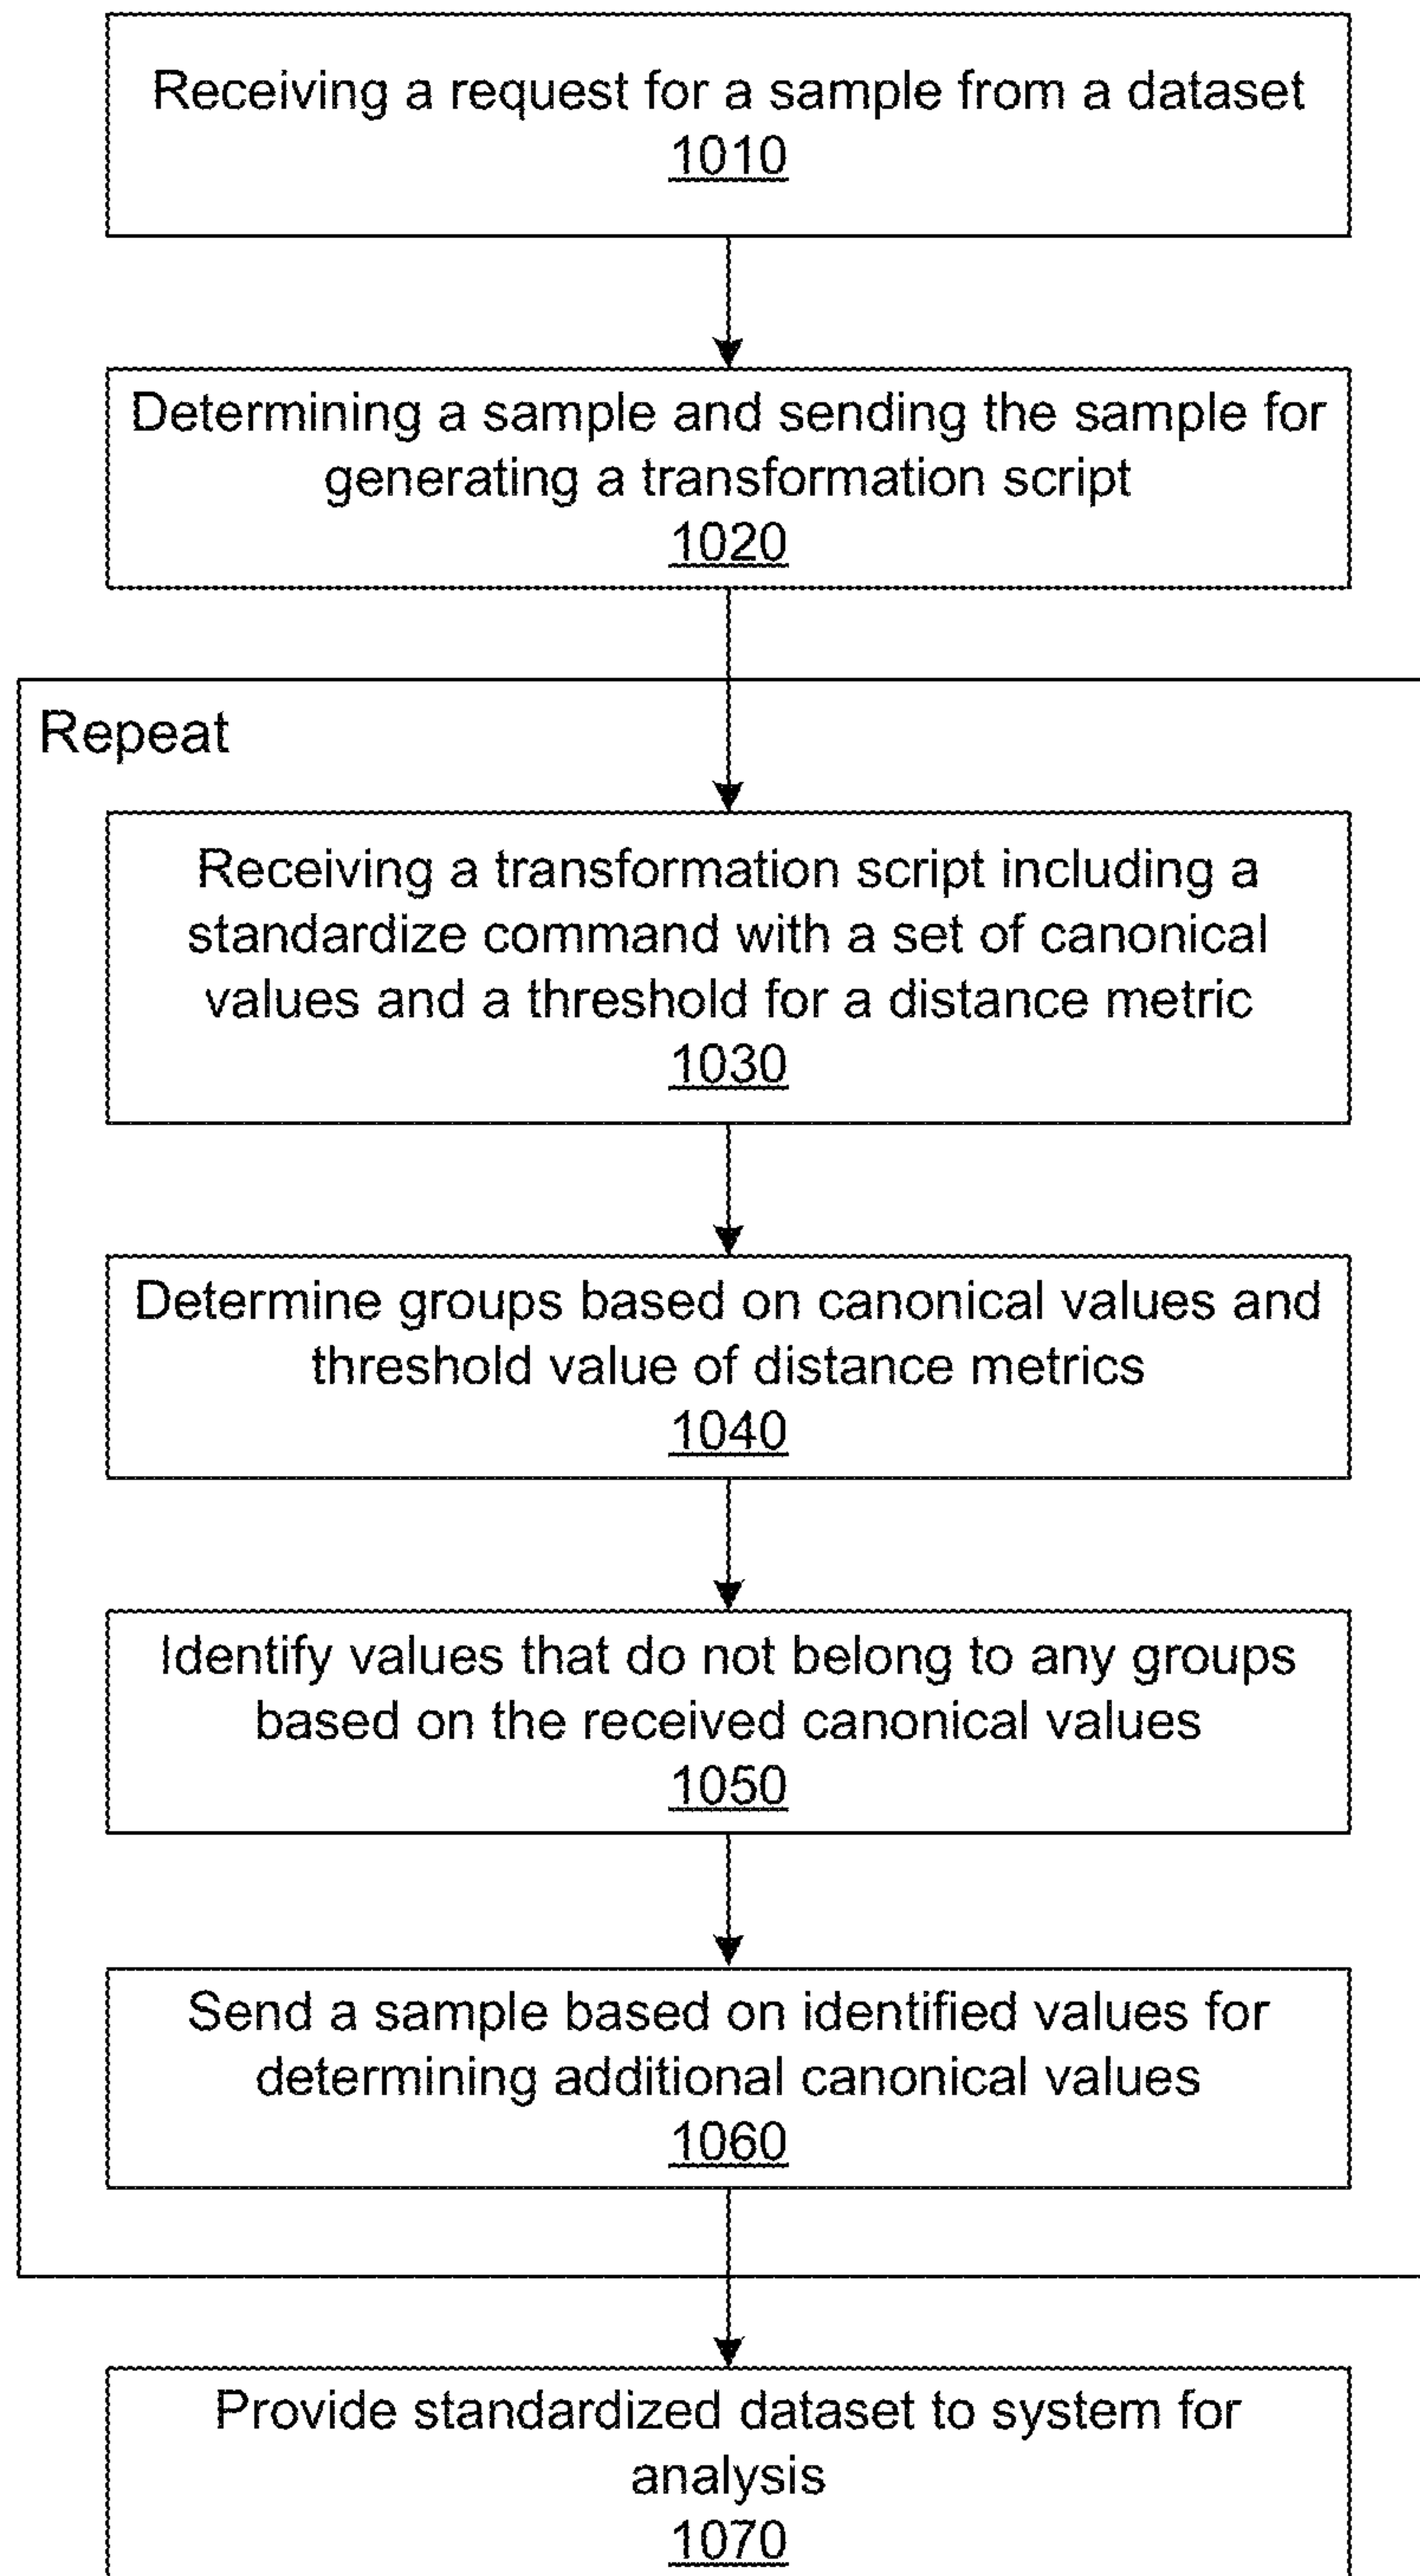 Receiving a request for a sample from a dataset
1010
Determining a sample and sending the sample for
generating a transformation script
1020
Repeat
Receiving a transformation script including a
standardize command with a set of canonical
values and a threshold for a distance metric
1030
Determine groups based on canonical values and
threshold value of distance metrics
1040
Identify values that do not belong to any groups
based on the received canonical values
1050
Send a sample based on identified values for
determining additional canonical values
1060
Provide standardized dataset to system for
analysis
1070